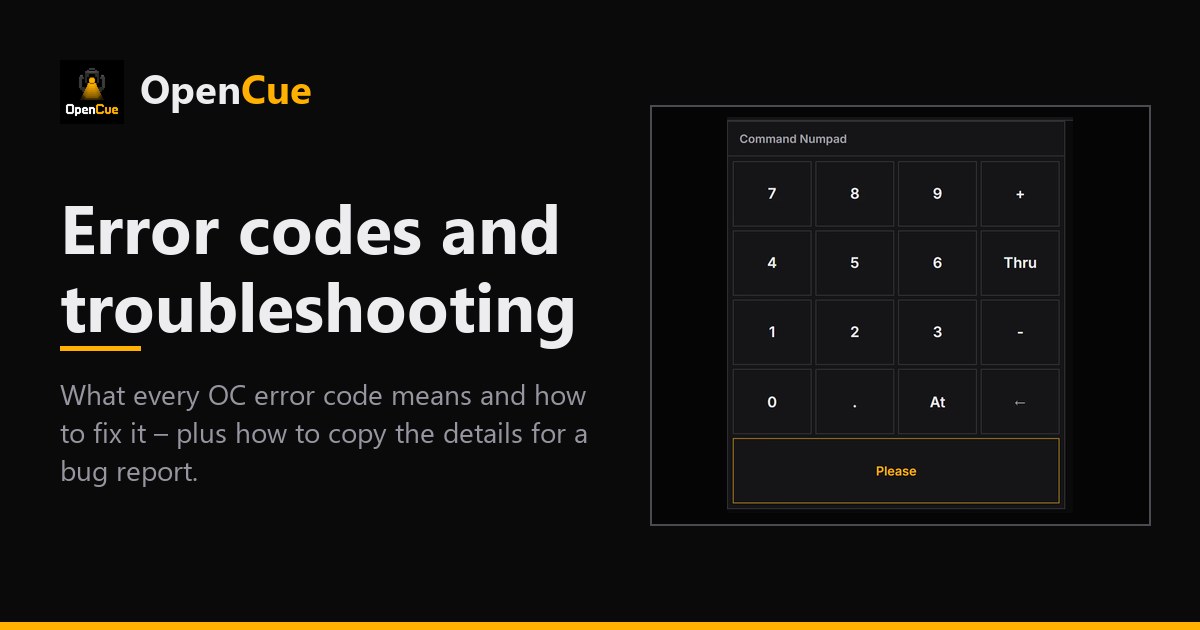 OpenCue
OpenCue
Error codes and
troubleshooting
What every OC error code means and how
to fix it – plus how to copy the details for a
bug report.
Command Numpad
7 8 9 +
4 5 6 Thru
1 2 3 -
0 . At ←
Please